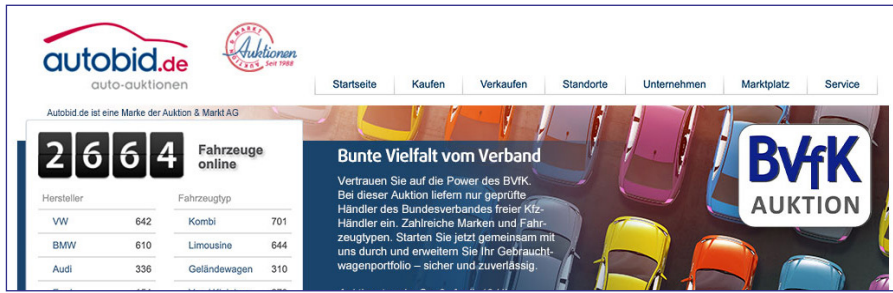 autobid.de
auto-auktionen
AUKTION & MARKT
Auktionen
Seit 1988
Startseite Kaufen Verkaufen Standorte Unternehmen Marktplatz Service
Autobid.de ist eine Marke der Auktion & Markt AG
2664 Fahrzeuge
online
Hersteller Fahrzeugtyp
VW 642 Kombi 701
BMW 610 Limousine 644
Audi 336 Geländewagen 310
Bunte Vielfalt vom Verband
Vertrauen Sie auf die Power des BVfK.
Bei dieser Auktion liefern nur geprüfte
Händler des Bundesverbandes freier Kfz-
Händler ein. Zahlreiche Marken und Fahr-
zeugtypen. Starten Sie jetzt gemeinsam mit
uns durch und erweitern Sie Ihr Gebraucht-
wagenportfolio – sicher und zuverlässig.
BVfK
AUKTION